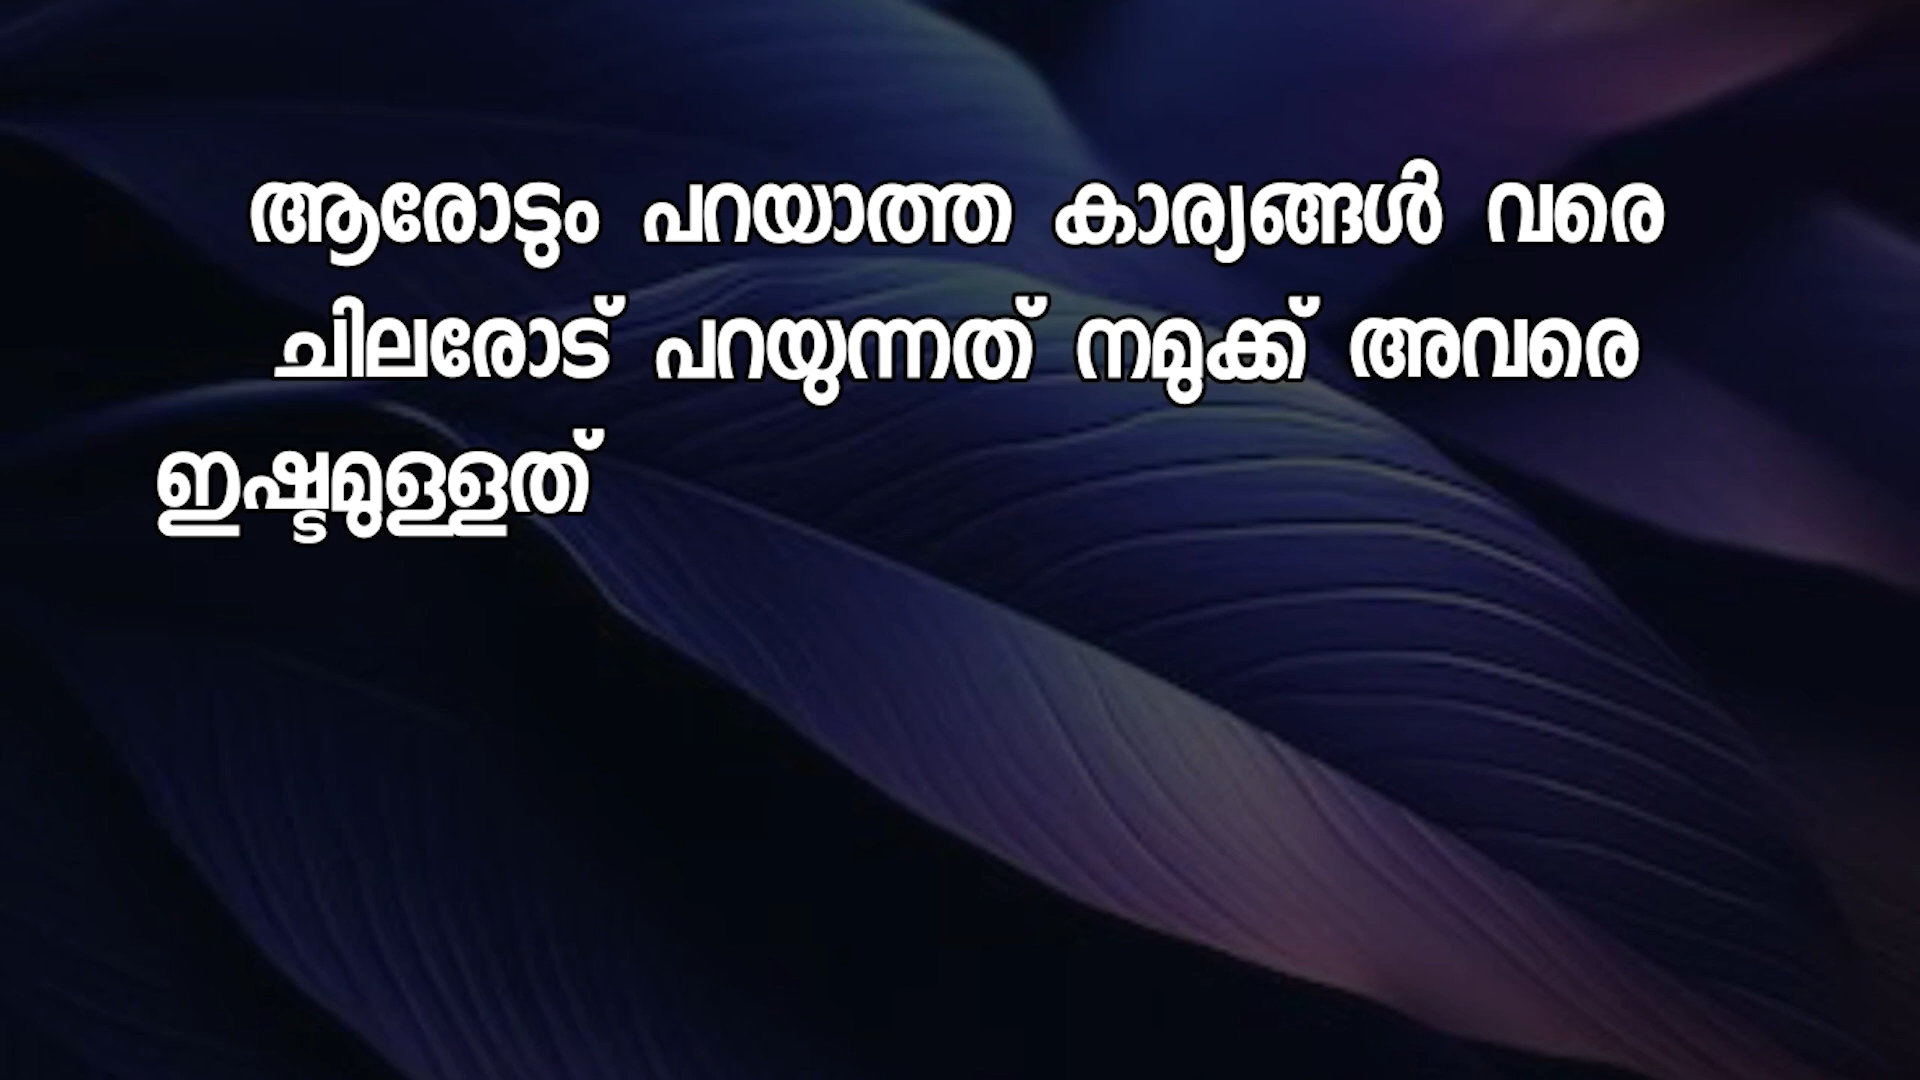 ആരോടും പറയാത്ത കാര്യങ്ങൾ വരെ
ചിലരോട് പറയുന്നത് നമുക്ക് അവരെ
ഇഷ്ടമുള്ളത്